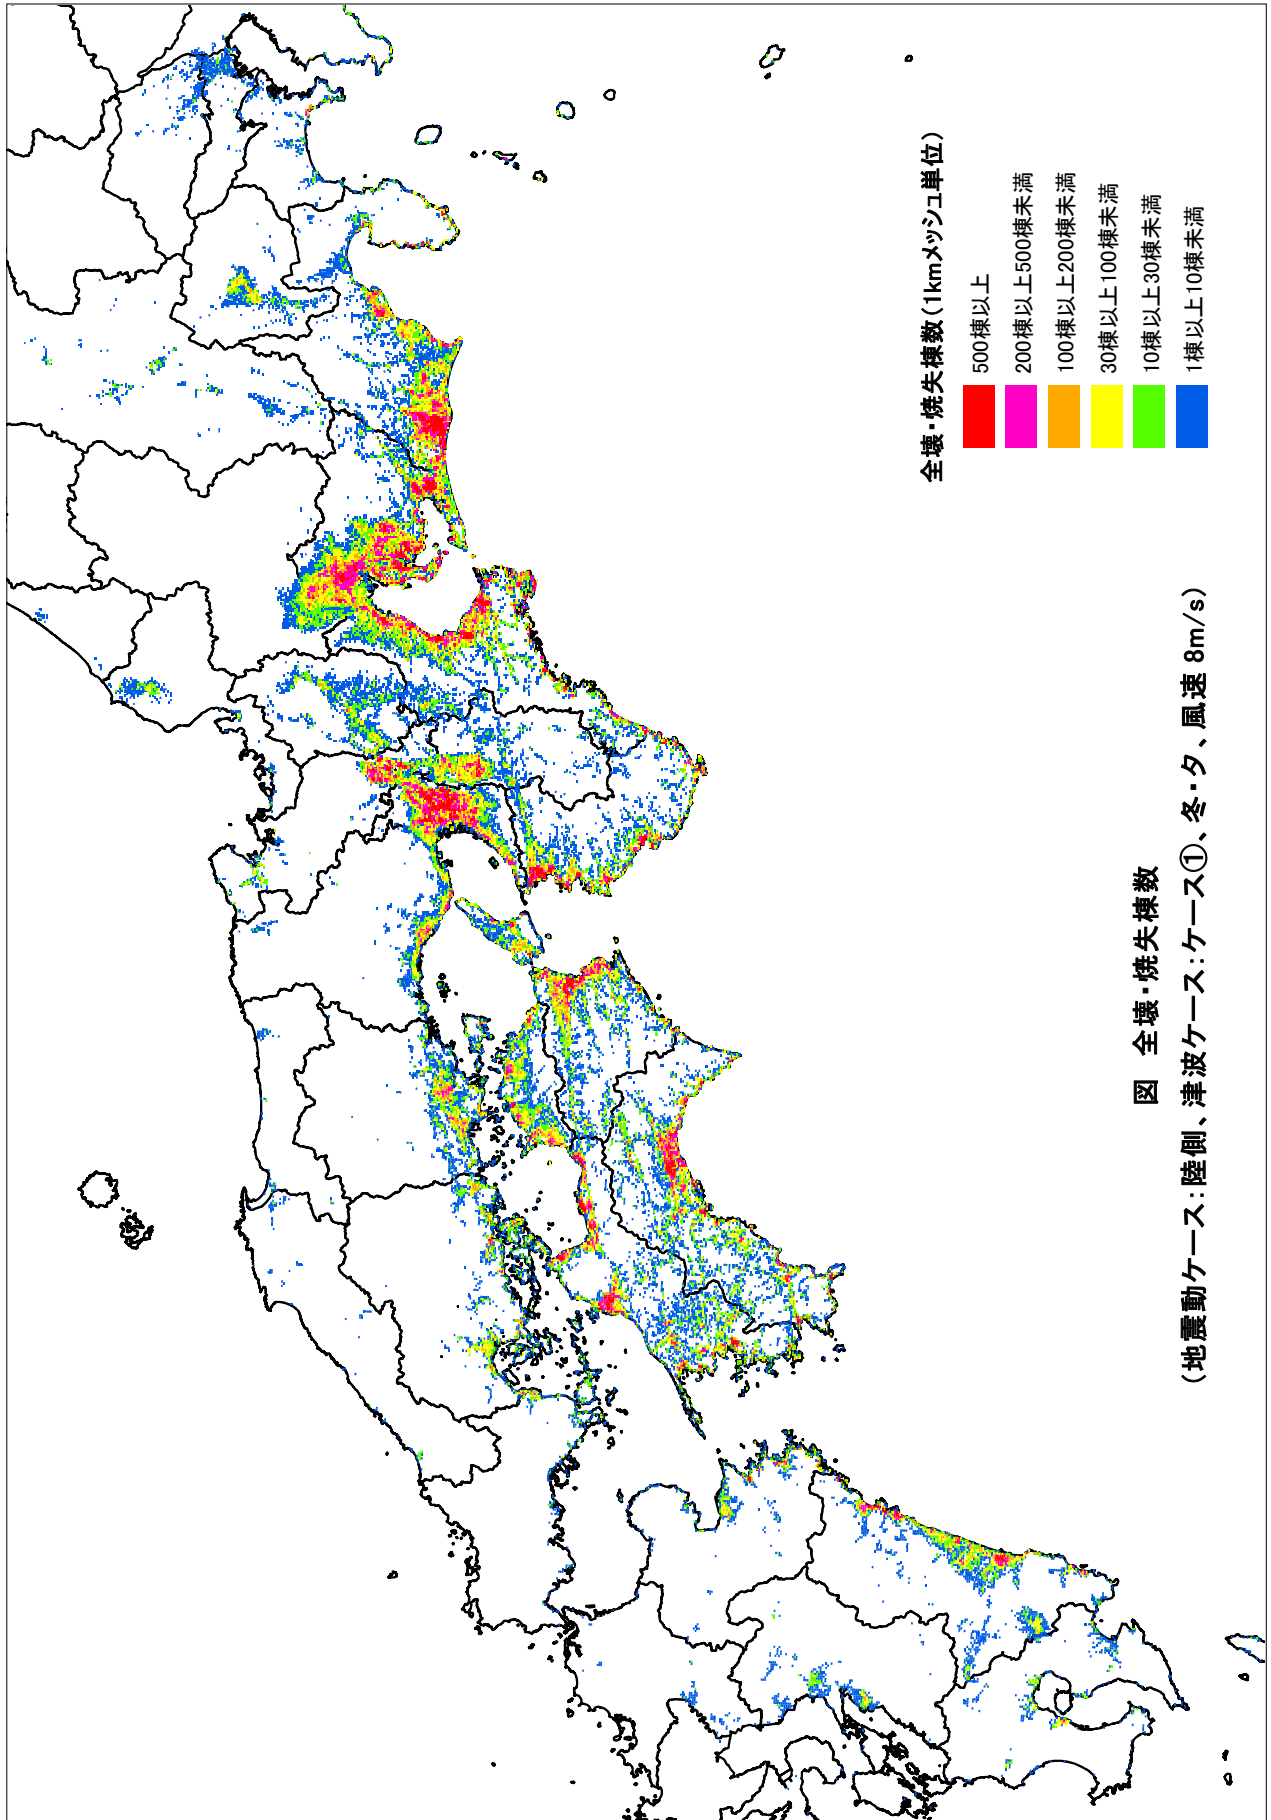 全壊・焼失棟数(1kmメッシュ単位)
500棟以上
200棟以上500棟未満
100棟以上200棟未満
30棟以上100棟未満
10棟以上30棟未満
1棟以上10棟未満
図 全壊・焼失棟数
(地震動ケース:陸側、津波ケース:ケース①、冬・夕、風速 8m/s)